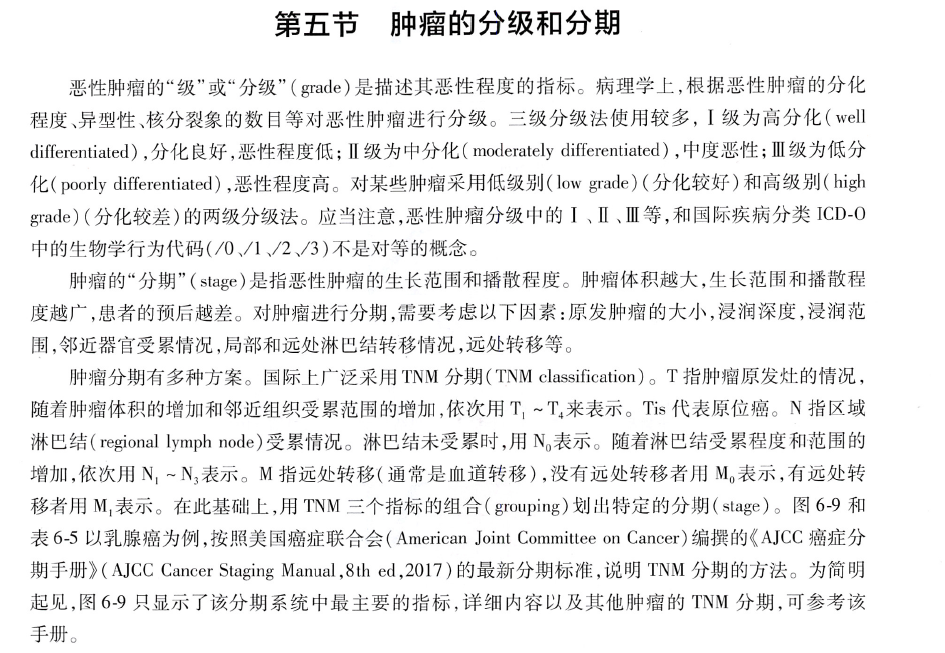 第五节　肿瘤的分级和分期
恶性肿瘤的“级”或“分级”(grade)是描述其恶性程度的指标。病理学上,根据恶性肿瘤的分化
程度、异型性、核分裂象的数目等对恶性肿瘤进行分级。三级分级法使用较多,Ⅰ级为高分化(well
differentiated),分化良好,恶性程度低;Ⅱ级为中分化(moderately differentiated),中度恶性;Ⅲ级为低分
化(poorly differentiated),恶性程度高。对某些肿瘤采用低级别(low grade)(分化较好)和高级别(high
grade)(分化较差)的两级分级法。应当注意,恶性肿瘤分级中的Ⅰ、Ⅱ、Ⅲ等,和国际疾病分类 ICD-O
中的生物学行为代码(/0、/1、/2、/3)不是对等的概念。
肿瘤的“分期”(stage)是指恶性肿瘤的生长范围和播散程度。肿瘤体积越大,生长范围和播散程
度越广,患者的预后越差。对肿瘤进行分期,需要考虑以下因素:原发肿瘤的大小,浸润深度,浸润范
围,邻近器官受累情况,局部和远处淋巴结转移情况,远处转移等。
肿瘤分期有多种方案。国际上广泛采用 TNM 分期(TNM classification)。T 指肿瘤原发灶的情况,
随着肿瘤体积的增加和邻近组织受累范围的增加,依次用 T₁ ~ T₄来表示。Tis 代表原位癌。N 指区域
淋巴结(regional lymph node)受累情况。淋巴结未受累时,用 N₀表示。随着淋巴结受累程度和范围的
增加,依次用 N₁ ~ N₃表示。M 指远处转移(通常是血道转移),没有远处转移者用 M₀表示,有远处转
移者用 M₁表示。在此基础上,用 TNM 三个指标的组合(grouping)划出特定的分期(stage)。图 6-9 和
表 6-5 以乳腺癌为例,按照美国癌症联合会(American Joint Committee on Cancer)编撰的《AJCC 癌症分
期手册》(AJCC Cancer Staging Manual,8th ed,2017)的最新分期标准,说明 TNM 分期的方法。为简明
起见,图 6-9 只显示了该分期系统中最主要的指标,详细内容以及其他肿瘤的 TNM 分期,可参考该
手册。